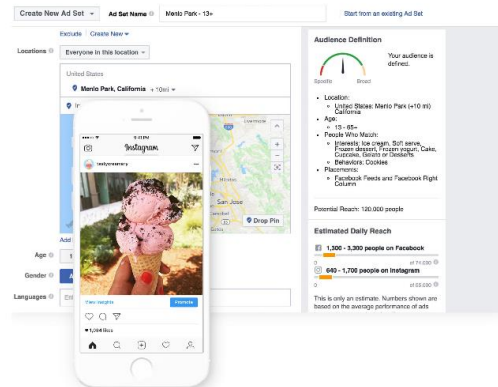 Create New Ad Set
Ad Set Name
Menlo Park - 13+
Start from an existing Ad Set
Exclude | Create New
Locations
Everyone in this location
United States
Menlo Park, California + 10mi
Age
Gender
Languages
Drop Pin
San Jose
Instagram
View Insights
Promote
likes
Audience Definition
Your audience is
defined.
Specific
Broad
Location:
United States: Menlo Park (+10 mi)
California
Age:
13 - 65+
People Who Match:
Interests: Ice cream, Soft serve,
Frozen dessert, Frozen yogurt, Cake,
Cupcake, Gelato or Desserts
Behaviors: Cookies
Placements:
Facebook Feeds and Facebook Right
Column
Potential Reach: 120,000 people
Estimated Daily Reach
1,300 - 3,300 people on Facebook
0
640 - 1,700 people on Instagram
0
This is only an estimate. Numbers shown are
based on the average performance of ads